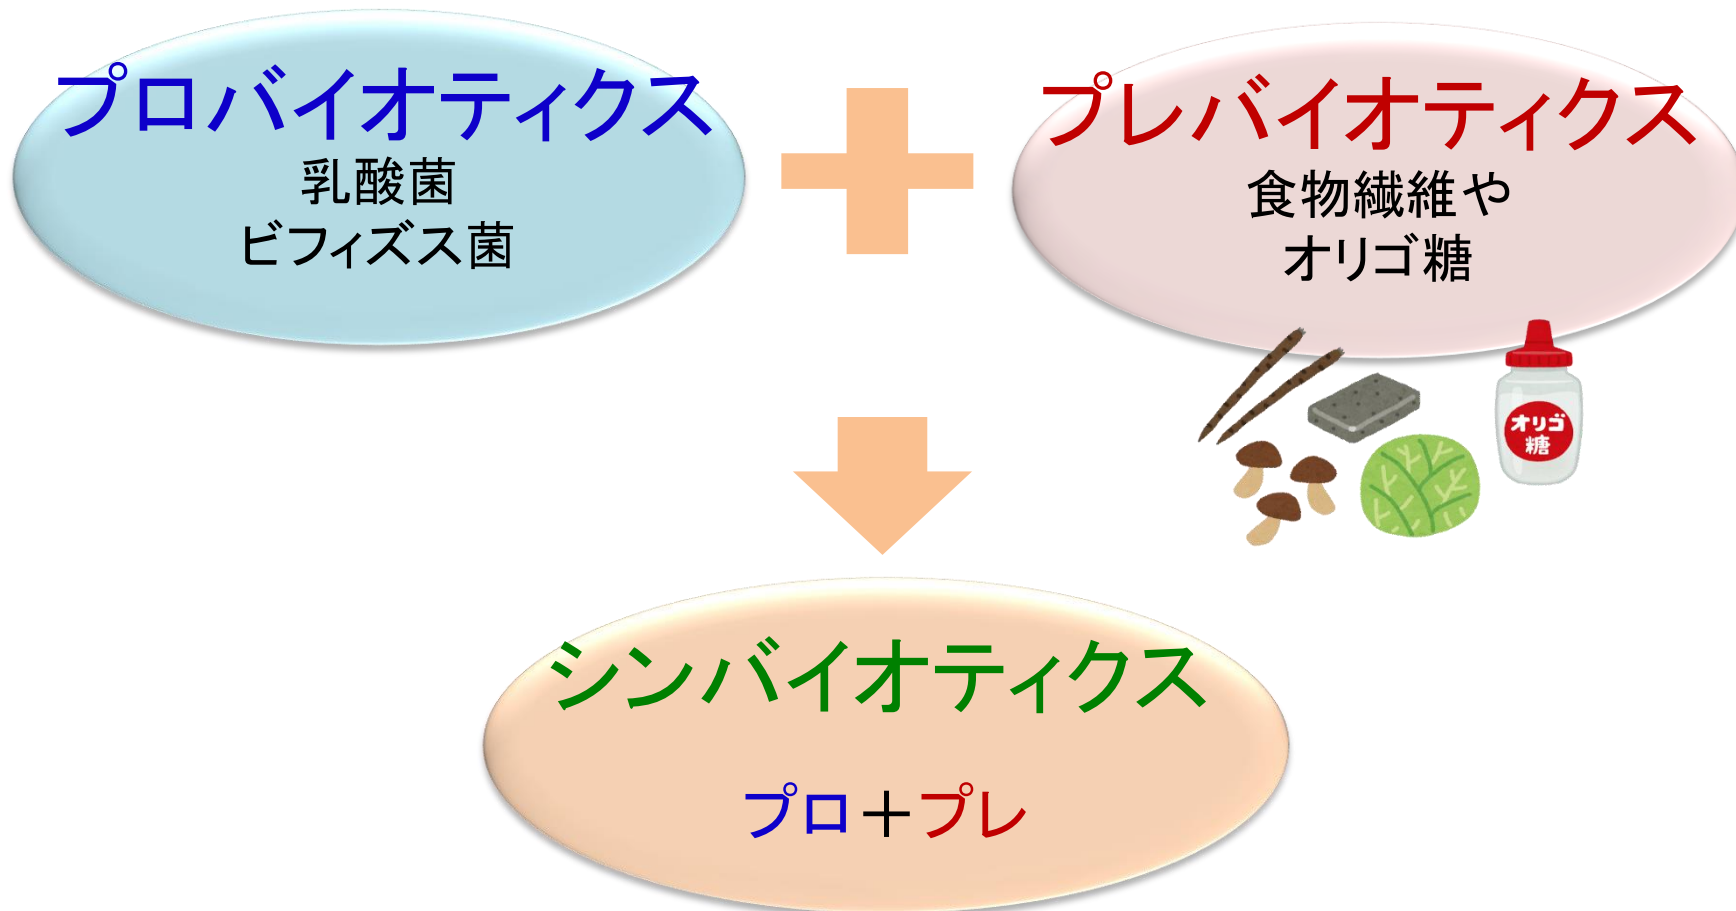 プロバイオティクス
乳酸菌
ビフィズス菌
プレバイオティクス
食物繊維や
オリゴ糖
オリゴ
糖
シンバイオティクス
プロ＋プレ